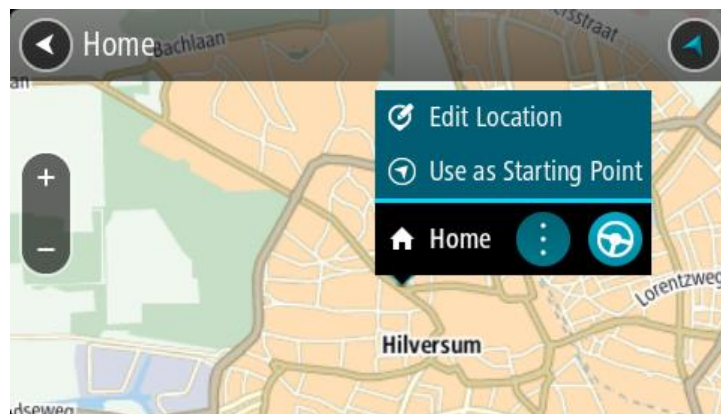 Home
Bachlaan
Edit Location
Use as Starting Point
Home
Lorentzweg
Hilversum